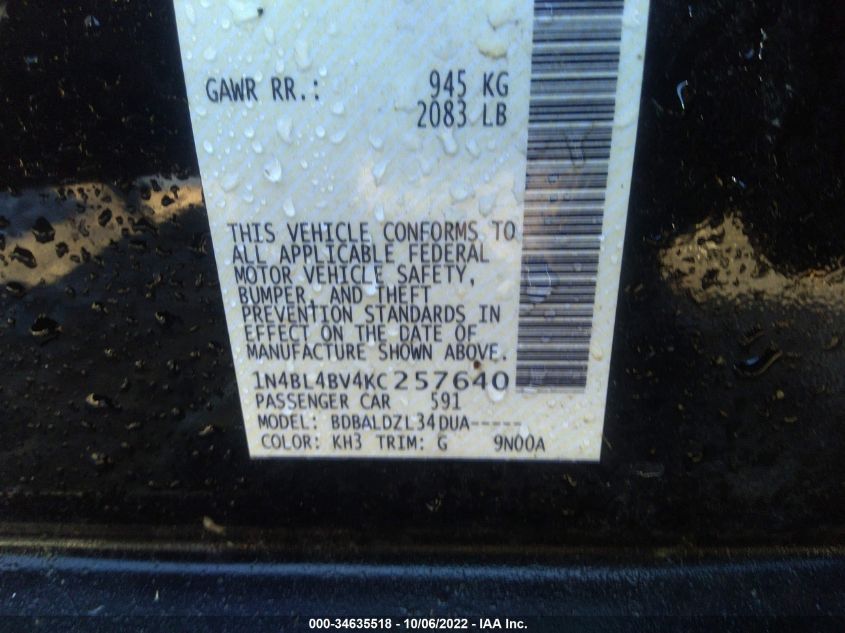 GAWR RR.: 945 KG
2083 LB
THIS VEHICLE CONFORMS TO
ALL APPLICABLE FEDERAL
MOTOR VEHICLE SAFETY,
BUMPER, AND THEFT
PREVENTION STANDARDS IN
EFFECT ON THE DATE OF
MANUFACTURE SHOWN ABOVE.
1N4BL4BV4KC257640
PASSENGER CAR 591
MODEL: BDBALDZL34DUA-----
COLOR: KH3 TRIM: G 9N00A
000-34635518 - 10/06/2022 - IAA Inc.